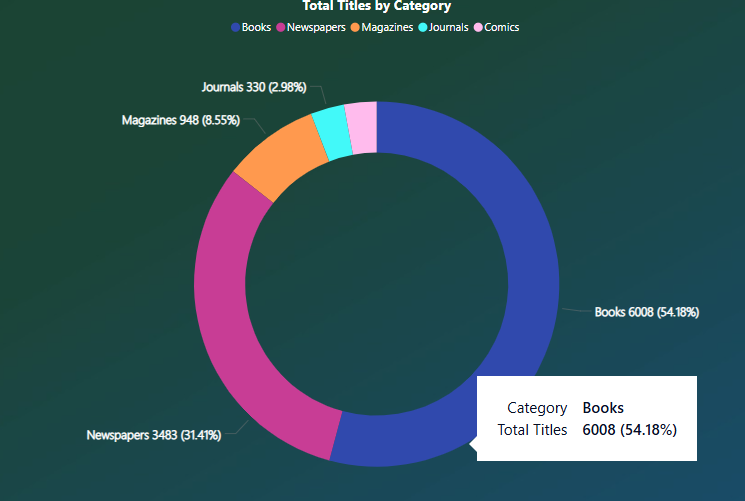 Total Titles by Category
Books Newspapers Magazines Journals Comics
Journals 330 (2.98%)
Magazines 948 (8.55%)
Books 6008 (54.18%)
Category Books
Total Titles 6008 (54.18%)
Newspapers 3483 (31.41%)